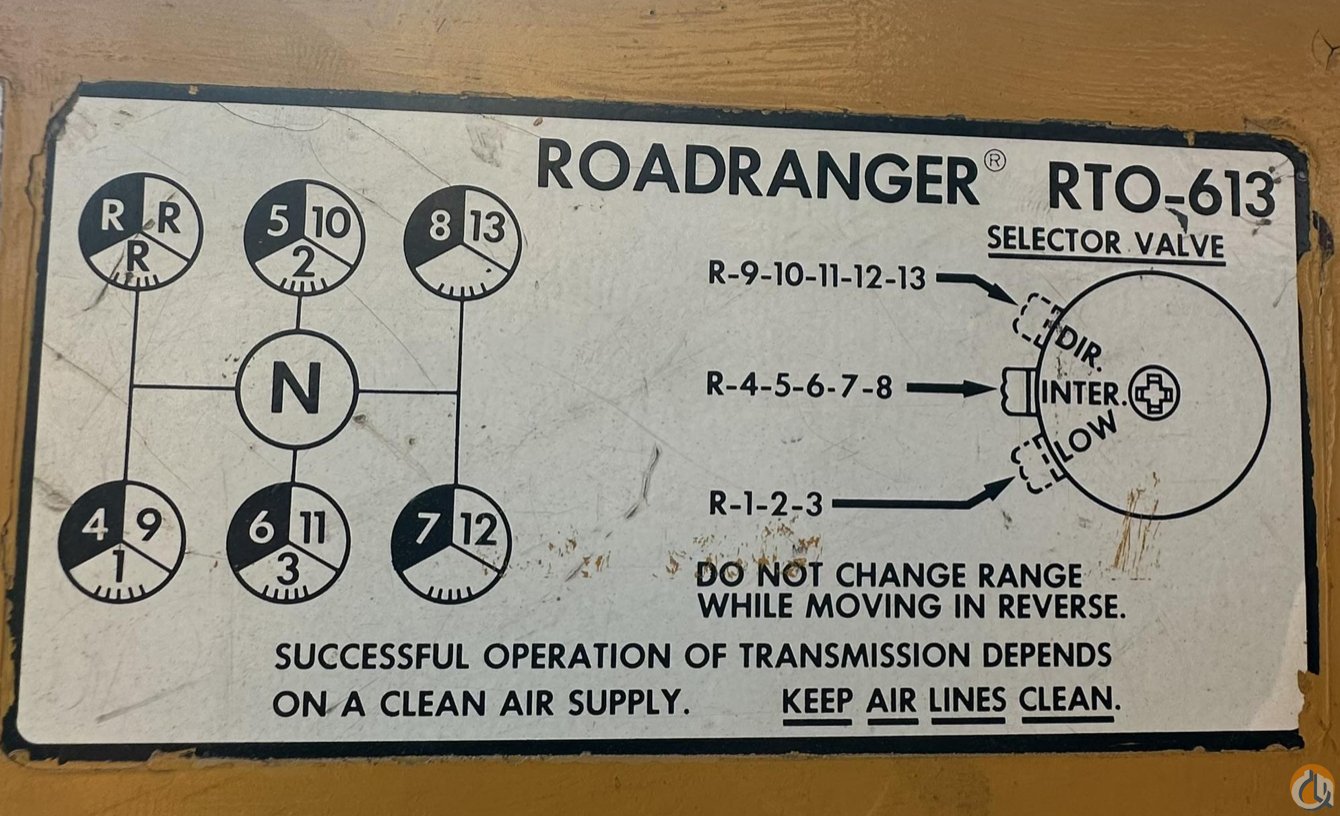 ROADRANGER® RTO-613
SELECTOR VALVE
R R
R
5 10
2
8 13
N
4 9
1
6 11
3
7 12
R-9-10-11-12-13
DIR.
R-4-5-6-7-8
INTER.
LOW
R-1-2-3
DO NOT CHANGE RANGE
WHILE MOVING IN REVERSE.
SUCCESSFUL OPERATION OF TRANSMISSION DEPENDS
ON A CLEAN AIR SUPPLY. KEEP AIR LINES CLEAN.